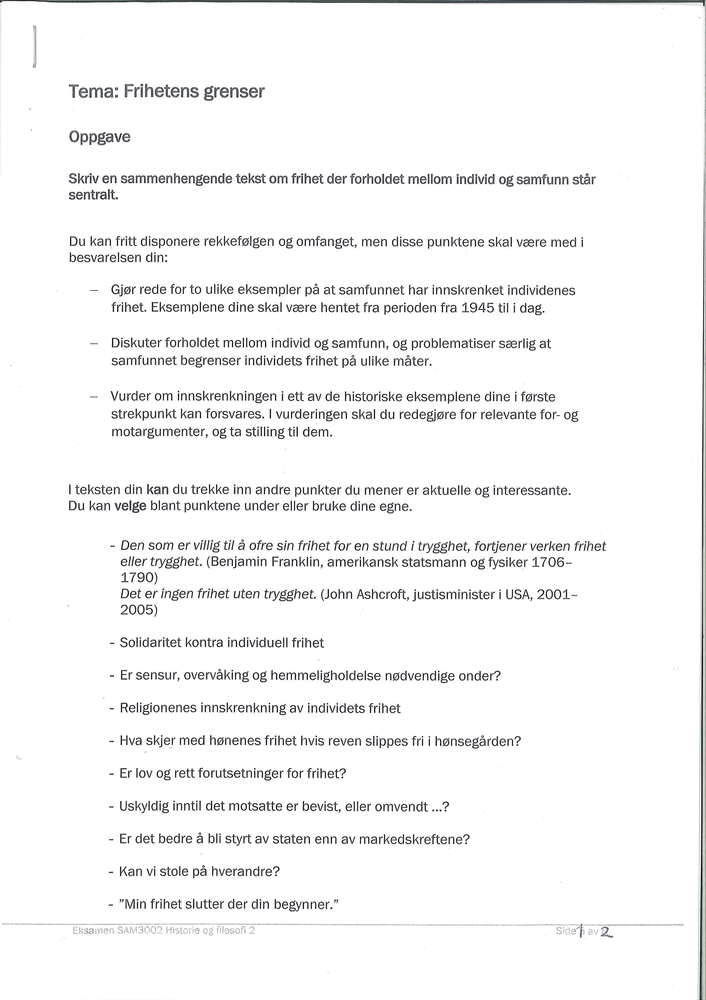 Tema: Frihetens grenser
Oppgave
Skriv en sammenhengende tekst om frihet der forholdet mellom individ og samfunn står
sentralt.
Du kan fritt disponere rekkefølgen og omfanget, men disse punktene skal være med i
besvarelsen din:
– Gjør rede for to ulike eksempler på at samfunnet har innskrenket individenes
frihet. Eksemplene dine skal være hentet fra perioden fra 1945 til i dag.
– Diskuter forholdet mellom individ og samfunn, og problematiser særlig at
samfunnet begrenser individets frihet på ulike måter.
– Vurder om innskrenkningen i ett av de historiske eksemplene dine i første
strekpunkt kan forsvares. I vurderingen skal du redegjøre for relevante for- og
motargumenter, og ta stilling til dem.
I teksten din kan du trekke inn andre punkter du mener er aktuelle og interessante.
Du kan velge blant punktene under eller bruke dine egne.
- Den som er villig til å ofre sin frihet for en stund i trygghet, fortjener verken frihet
eller trygghet. (Benjamin Franklin, amerikansk statsmann og fysiker 1706–
1790)
Det er ingen frihet uten trygghet. (John Ashcroft, justisminister i USA, 2001–
2005)
- Solidaritet kontra individuell frihet
- Er sensur, overvåking og hemmeligholdelse nødvendige onder?
- Religionenes innskrenkning av individets frihet
- Hva skjer med hønenes frihet hvis reven slippes fri i hønsegården?
- Er lov og rett forutsetninger for frihet?
- Uskyldig inntil det motsatte er bevist, eller omvendt ...?
- Er det bedre å bli styrt av staten enn av markedskreftene?
- Kan vi stole på hverandre?
- ”Min frihet slutter der din begynner.”
Eksamen SAM3002 Historie og filosofi 2 Side 1 av 2